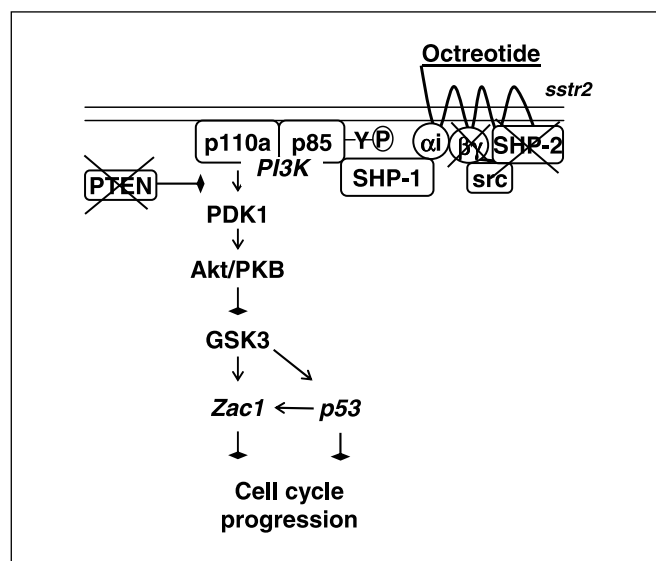 Octreotide
sstr2
p110a p85 Y P αi βγ SHP-2
PI3K
PTEN SHP-1 src
PDK1
Akt/PKB
GSK3
Zac1 p53
Cell cycle
progression